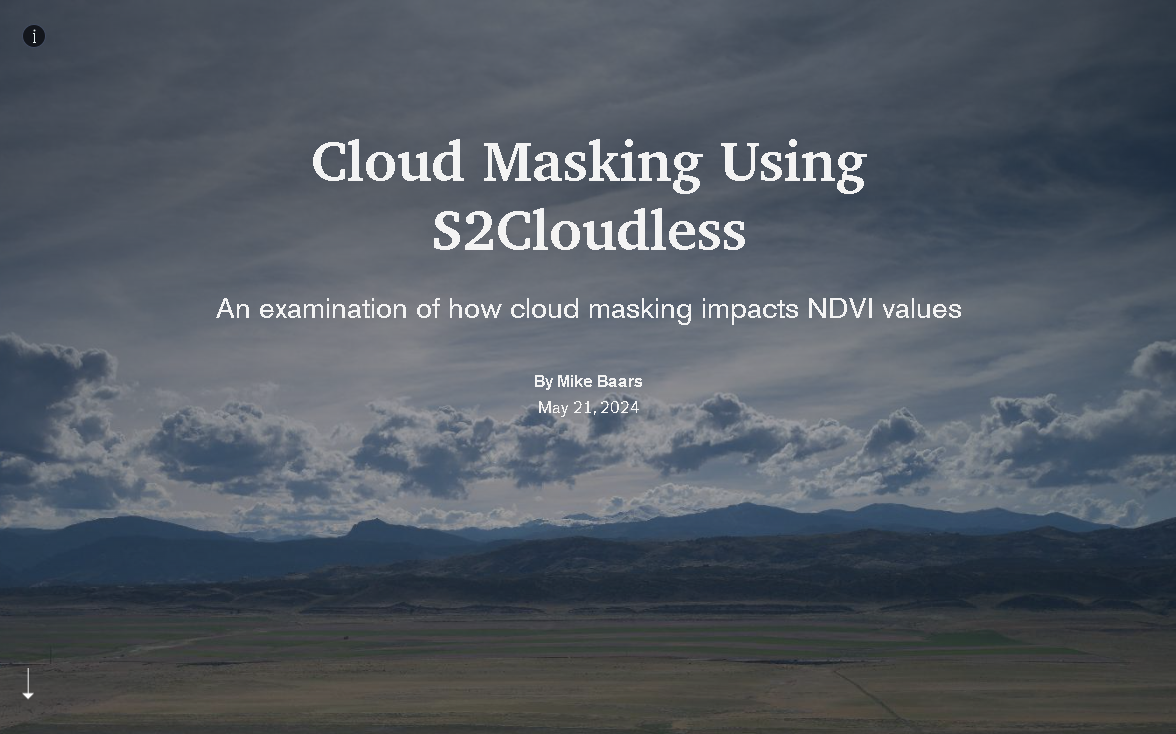 i
Cloud Masking Using
S2Cloudless
An examination of how cloud masking impacts NDVI values
By Mike Baars
May 21, 2024